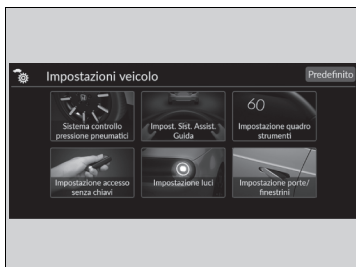 Impostazioni veicolo
Predefinito
Sistema controllo
pressione pneumatici
Impost. Sist. Assist.
Guida
60
Impostazione quadro
strumenti
Impostazione accesso
senza chiavi
Impostazione luci
Impostazione porte/
finestrini